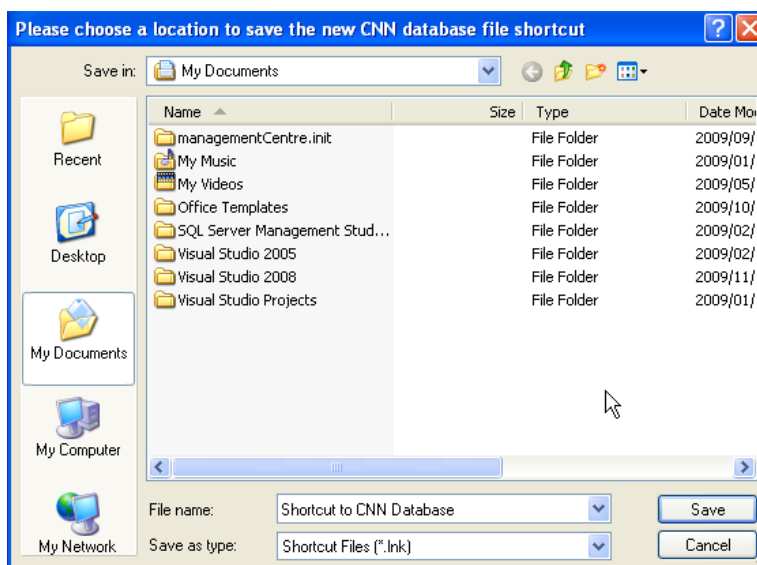 Please choose a location to save the new CNN database file shortcut
Save in: My Documents
Name Size Type Date Mo
managementCentre.init File Folder 2009/09/
My Music File Folder 2009/01/
My Videos File Folder 2009/05/
Office Templates File Folder 2009/10/
SQL Server Management Stud... File Folder 2009/02/
Visual Studio 2005 File Folder 2009/02/
Visual Studio 2008 File Folder 2009/11/
Visual Studio Projects File Folder 2009/01/
Recent
Desktop
My Documents
My Computer
My Network
File name: Shortcut to CNN Database Save
Save as type: Shortcut Files (*.lnk) Cancel